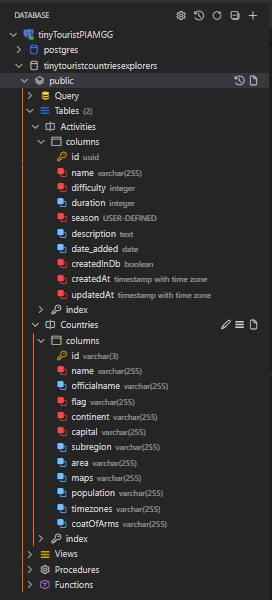 DATABASE
tinyTouristPIAMGG
postgres
tinytouristcountriesexplorers
public
Query
Tables (2)
Activities
columns
id uuid
name varchar(255)
difficulty integer
duration integer
season USER-DEFINED
description text
date_added date
createdInDb boolean
createdAt timestamp with time zone
updatedAt timestamp with time zone
index
Countries
columns
id varchar(3)
name varchar(255)
officialname varchar(255)
flag varchar(255)
continent varchar(255)
capital varchar(255)
subregion varchar(255)
area varchar(255)
maps varchar(255)
population varchar(255)
timezones varchar(255)
coatOfArms varchar(255)
index
Views
Procedures
Functions